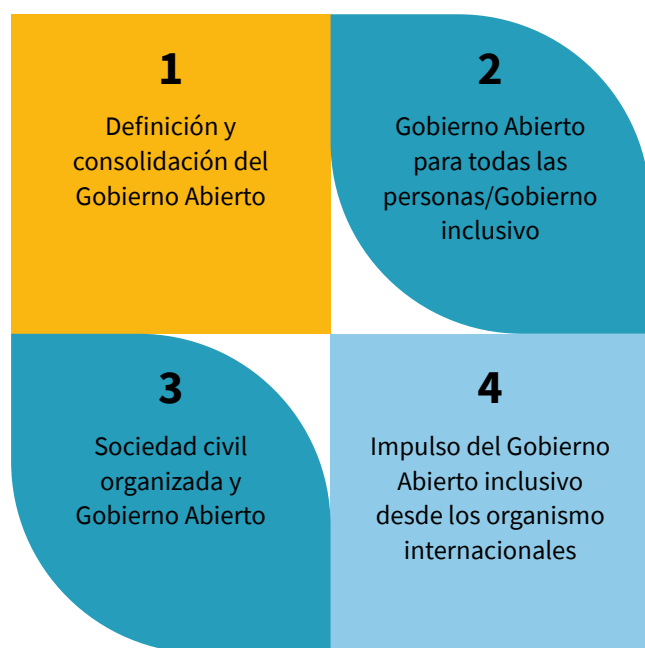 1
Definición y
consolidación del
Gobierno Abierto
2
Gobierno Abierto
para todas las
personas/Gobierno
inclusivo
3
Sociedad civil
organizada y
Gobierno Abierto
4
Impulso del Gobierno
Abierto inclusivo
desde los organismo
internacionales